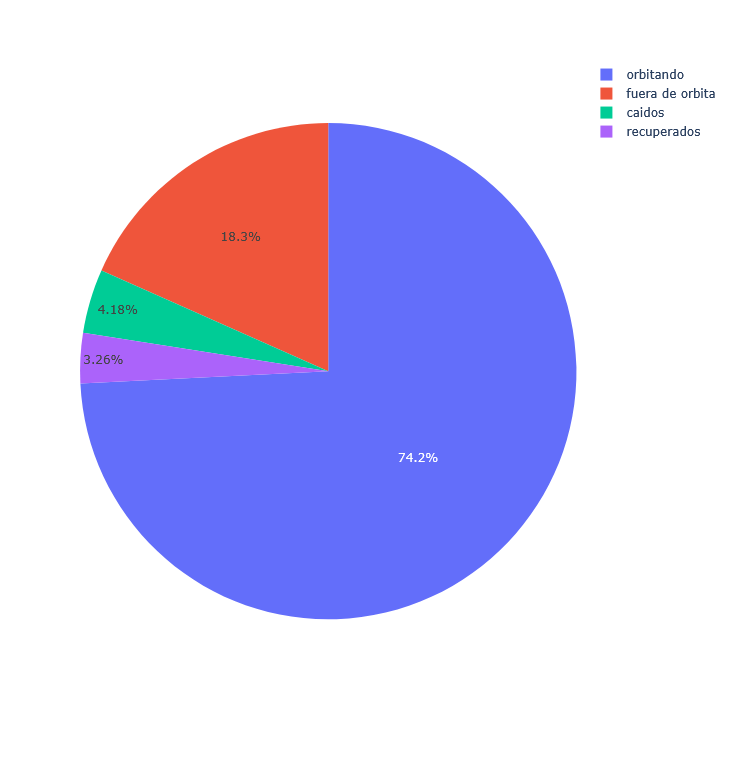 orbitando
fuera de orbita
caidos
recuperados
18.3%
4.18%
3.26%
74.2%